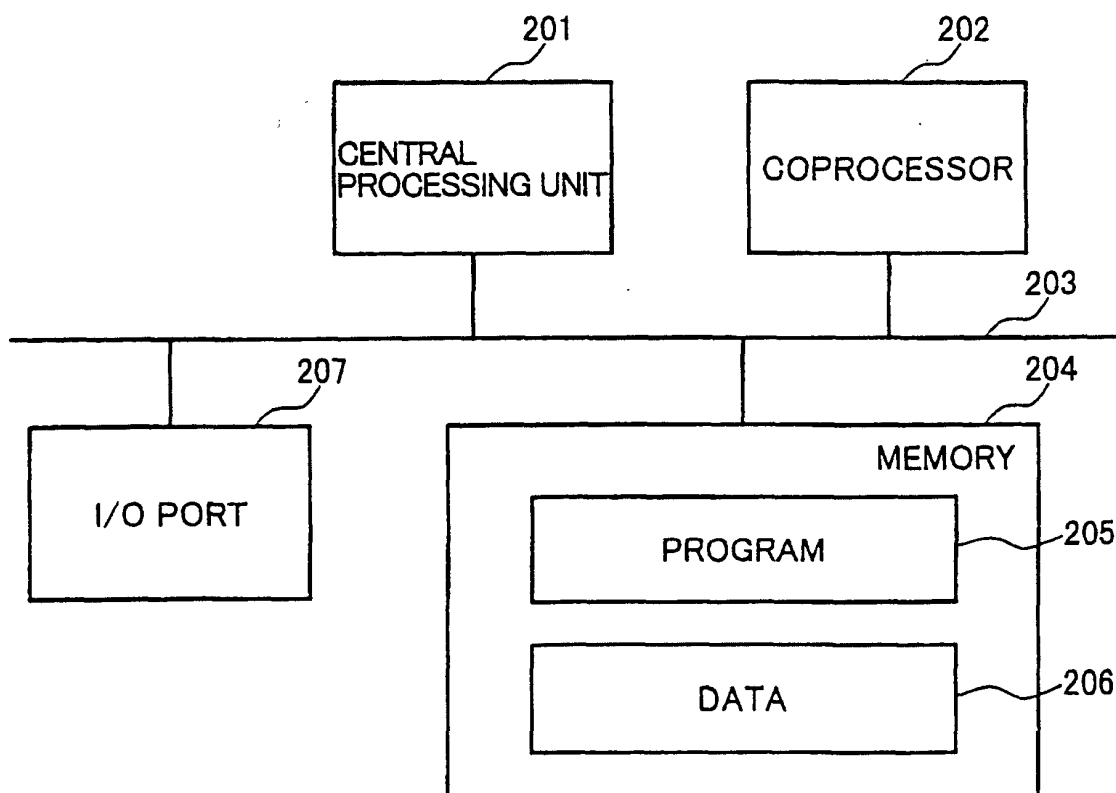 201
202
CENTRAL
PROCESSING UNIT
COPROCESSOR
203
207
204
I/O PORT
MEMORY
PROGRAM
205
DATA
206